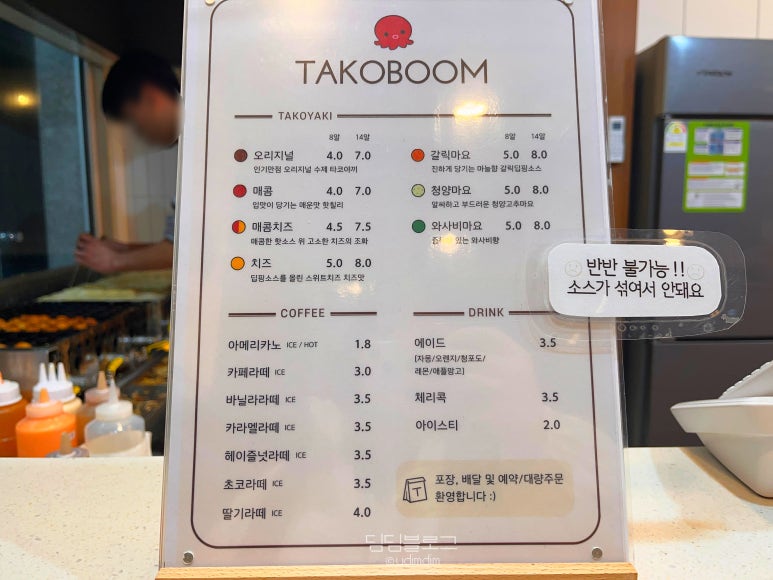 TAKOBOOM
TAKOYAKI
8알 14알
오리지널 4.0 7.0
인기만점 오리지널 수제 타코야끼
매콤 4.0 7.0
입맛이 당기는 매운맛 핫칠리
매콤치즈 4.5 7.5
매콤한 핫소스 위 고소한 치즈의 조화
치즈 5.0 8.0
딥핑소스를 올린 스위트치즈 치즈맛
8알 14알
갈릭마요 5.0 8.0
진하게 당기는 마늘향 갈릭딥핑소스
청양마요 5.0 8.0
알싸하고 부드러운 청양고추마요
와사비마요 5.0 8.0
있는 와사비향
반반 불가능!!
소스가 섞여서 안돼요
COFFEE
아메리카노 ICE / HOT 1.8
카페라떼 ICE 3.0
바닐라라떼 ICE 3.5
카라멜라떼 ICE 3.5
헤이즐넛라떼 ICE 3.5
초코라떼 ICE 3.5
딸기라떼 ICE 4.0
DRINK
에이드 3.5
[자몽/오렌지/청포도/
레몬/애플망고]
체리콕 3.5
아이스티 2.0
포장, 배달 및 예약/대량주문
환영합니다 :)
딤딤블로그
@udimdim